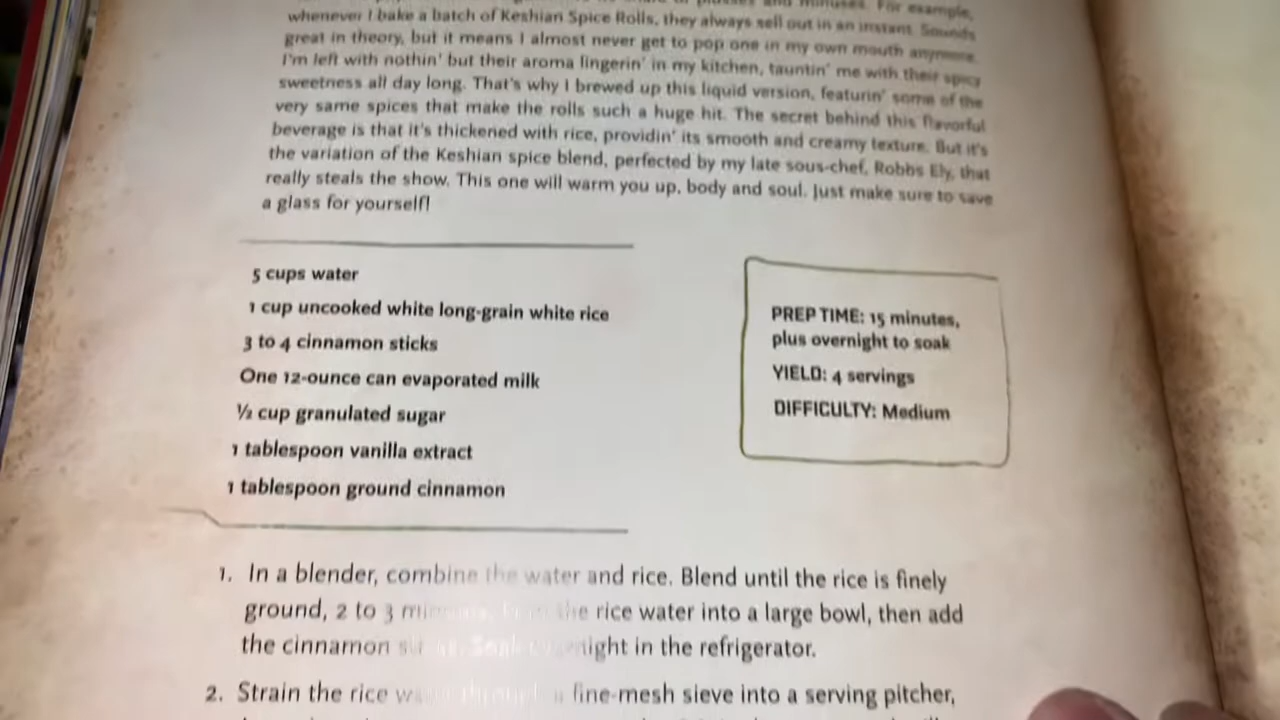 and minuses. For example,
whenever I bake a batch of Keshian Spice Rolls, they always sell out in an instant. Sounds
great in theory, but it means I almost never get to pop one in my own mouth anymore.
I'm left with nothin' but their aroma lingerin' in my kitchen, tauntin' me with their spicy
sweetness all day long. That's why I brewed up this liquid version, featurin' some of the
very same spices that make the rolls such a huge hit. The secret behind this flavorful
beverage is that it's thickened with rice, providin' its smooth and creamy texture. But it's
the variation of the Keshian spice blend, perfected by my late sous-chef, Robbs Ely, that
really steals the show. This one will warm you up, body and soul. Just make sure to save
a glass for yourself!
5 cups water
1 cup uncooked white long-grain white rice
3 to 4 cinnamon sticks
One 12-ounce can evaporated milk
½ cup granulated sugar
1 tablespoon vanilla extract
1 tablespoon ground cinnamon
PREP TIME: 15 minutes,
plus overnight to soak
YIELD: 4 servings
DIFFICULTY: Medium
1. In a blender, combine the water and rice. Blend until the rice is finely
ground, 2 to 3 the rice water into a large bowl, then add
the cinnamon in the refrigerator.
2. Strain the rice fine-mesh sieve into a serving pitcher,